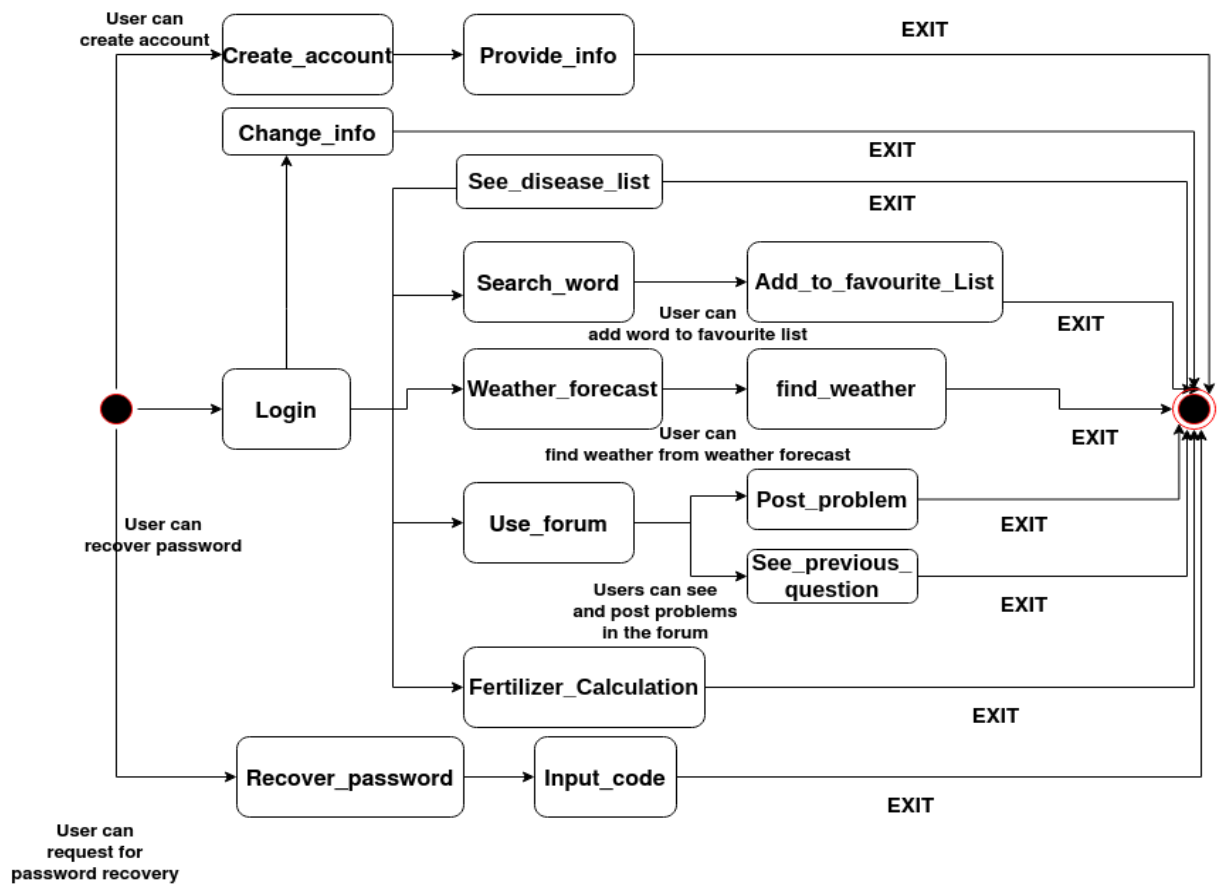 User can
create account
Create_account
Provide_info
EXIT
Change_info
EXIT
See_disease_list
EXIT
Search_word
Add_to_favourite_List
User can
add word to favourite list
EXIT
Login
Weather_forecast
find_weather
EXIT
User can
find weather from weather forecast
Use_forum
Post_problem
EXIT
User can
recover password
See_previous_
question
EXIT
Users can see
and post problems
in the forum
Fertilizer_Calculation
EXIT
Recover_password
Input_code
EXIT
User can
request for
password recovery